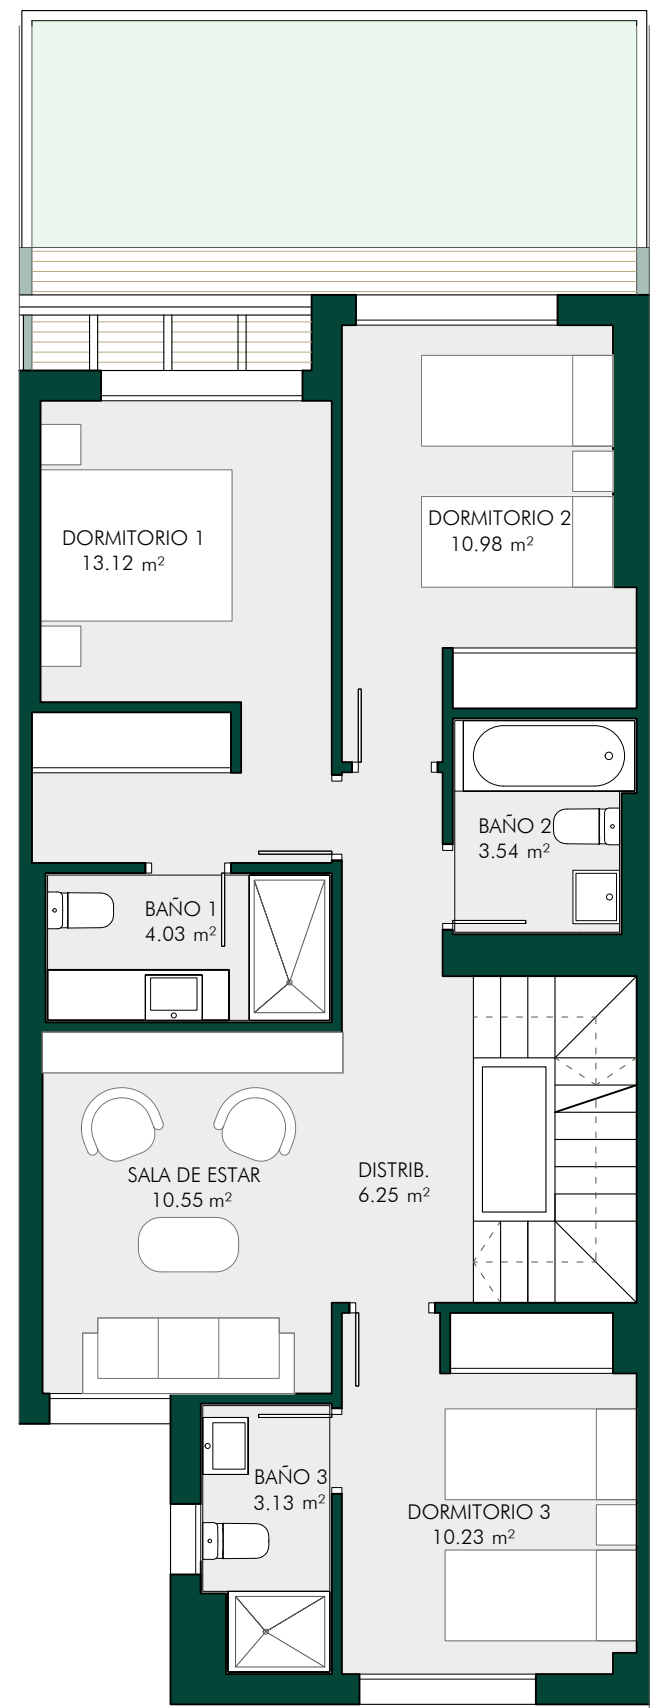 DORMITORIO 1
13.12 m²
DORMITORIO 2
10.98 m²
BAÑO 2
3.54 m²
BAÑO 1
4.03 m²
SALA DE ESTAR
10.55 m²
DISTRIB.
6.25 m²
BAÑO 3
3.13 m²
DORMITORIO 3
10.23 m²